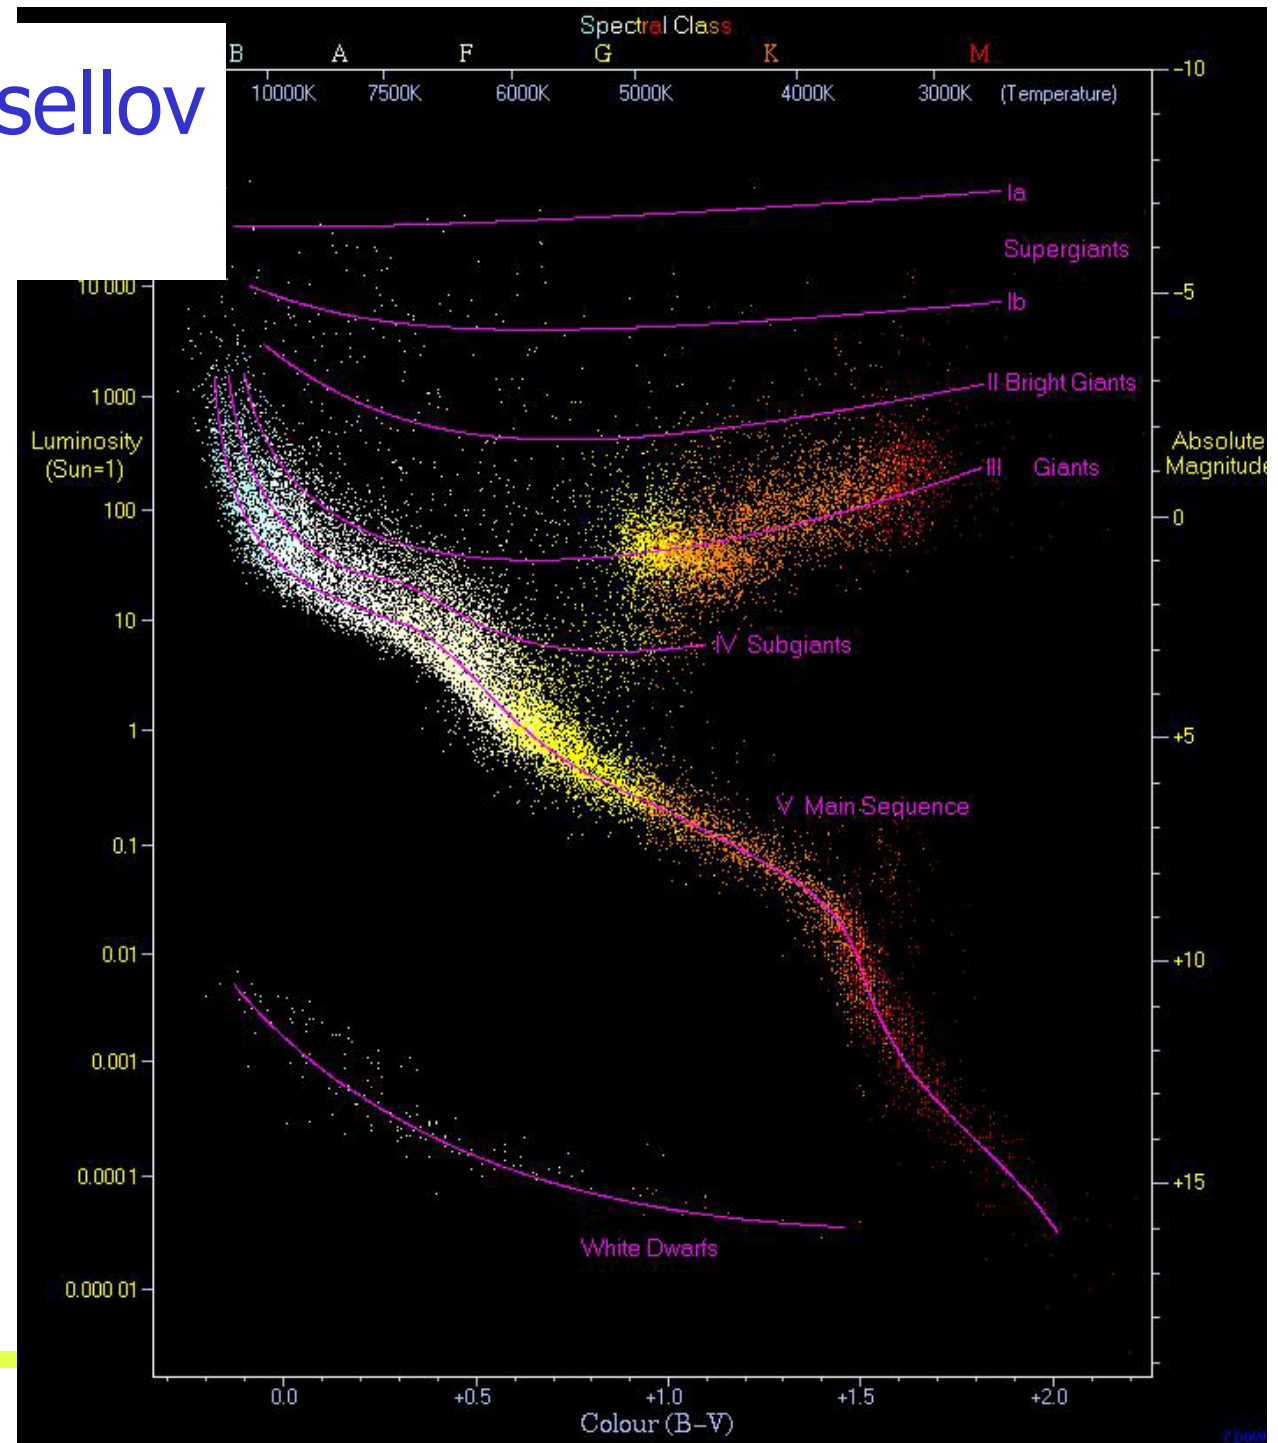 Spectral Class
B A F G K M
10000K 7500K 6000K 5000K 4000K 3000K (Temperature)
sellov
-10
Ia
Supergiants
10 000
-5
Ib
II Bright Giants
1 000
Luminosity
(Sun=1)
Absolute
Magnitude
III Giants
100
0
10
IV Subgiants
1
+5
V Main Sequence
0.1
0.01
+10
0.001
0.0001
+15
White Dwarfs
0.000 01
0.0 +0.5 +1.0 +1.5 +2.0
Colour (B-V)